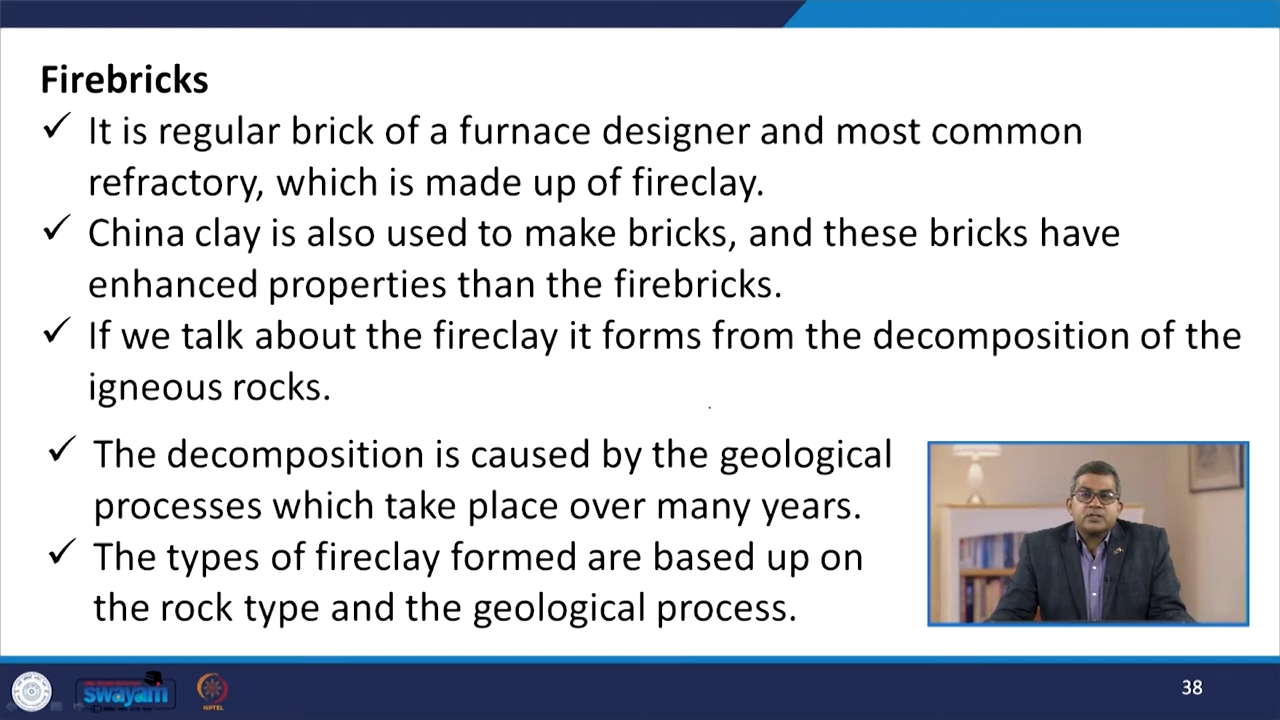 Firebricks
✓ It is regular brick of a furnace designer and most common
refractory, which is made up of fireclay.
✓ China clay is also used to make bricks, and these bricks have
enhanced properties than the firebricks.
✓ If we talk about the fireclay it forms from the decomposition of the
igneous rocks.
✓ The decomposition is caused by the geological
processes which take place over many years.
✓ The types of fireclay formed are based up on
the rock type and the geological process.
swayam
NPTEL
38